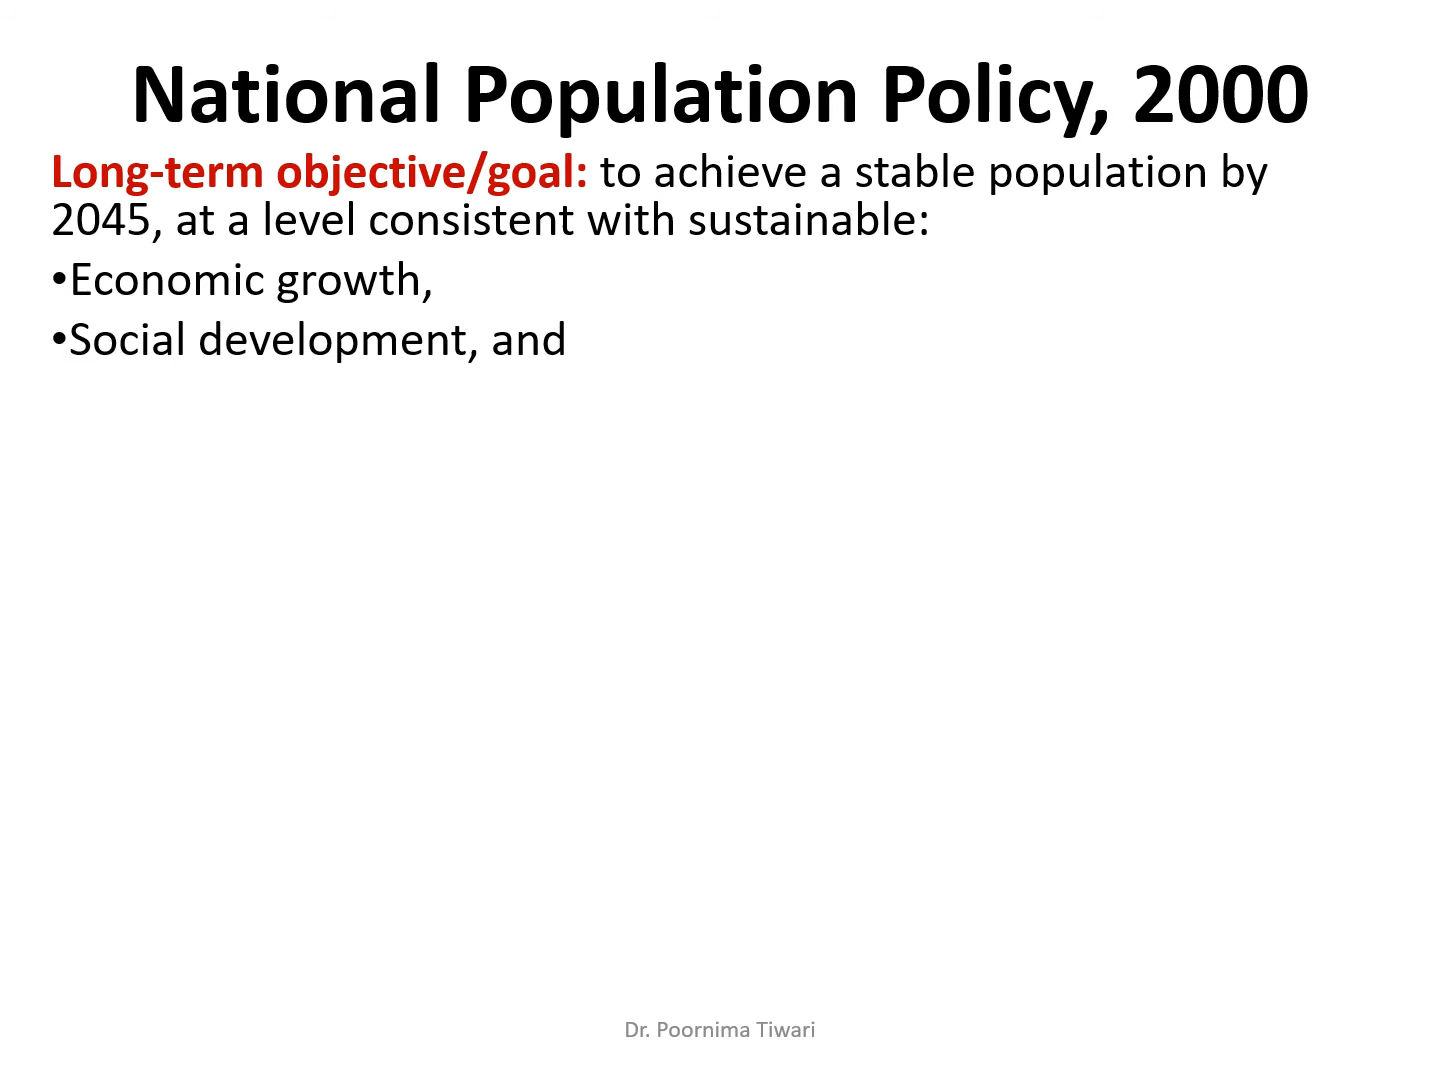 National Population Policy, 2000
Long-term objective/goal: to achieve a stable population by
2045, at a level consistent with sustainable:
•Economic growth,
•Social development, and
Dr. Poornima Tiwari